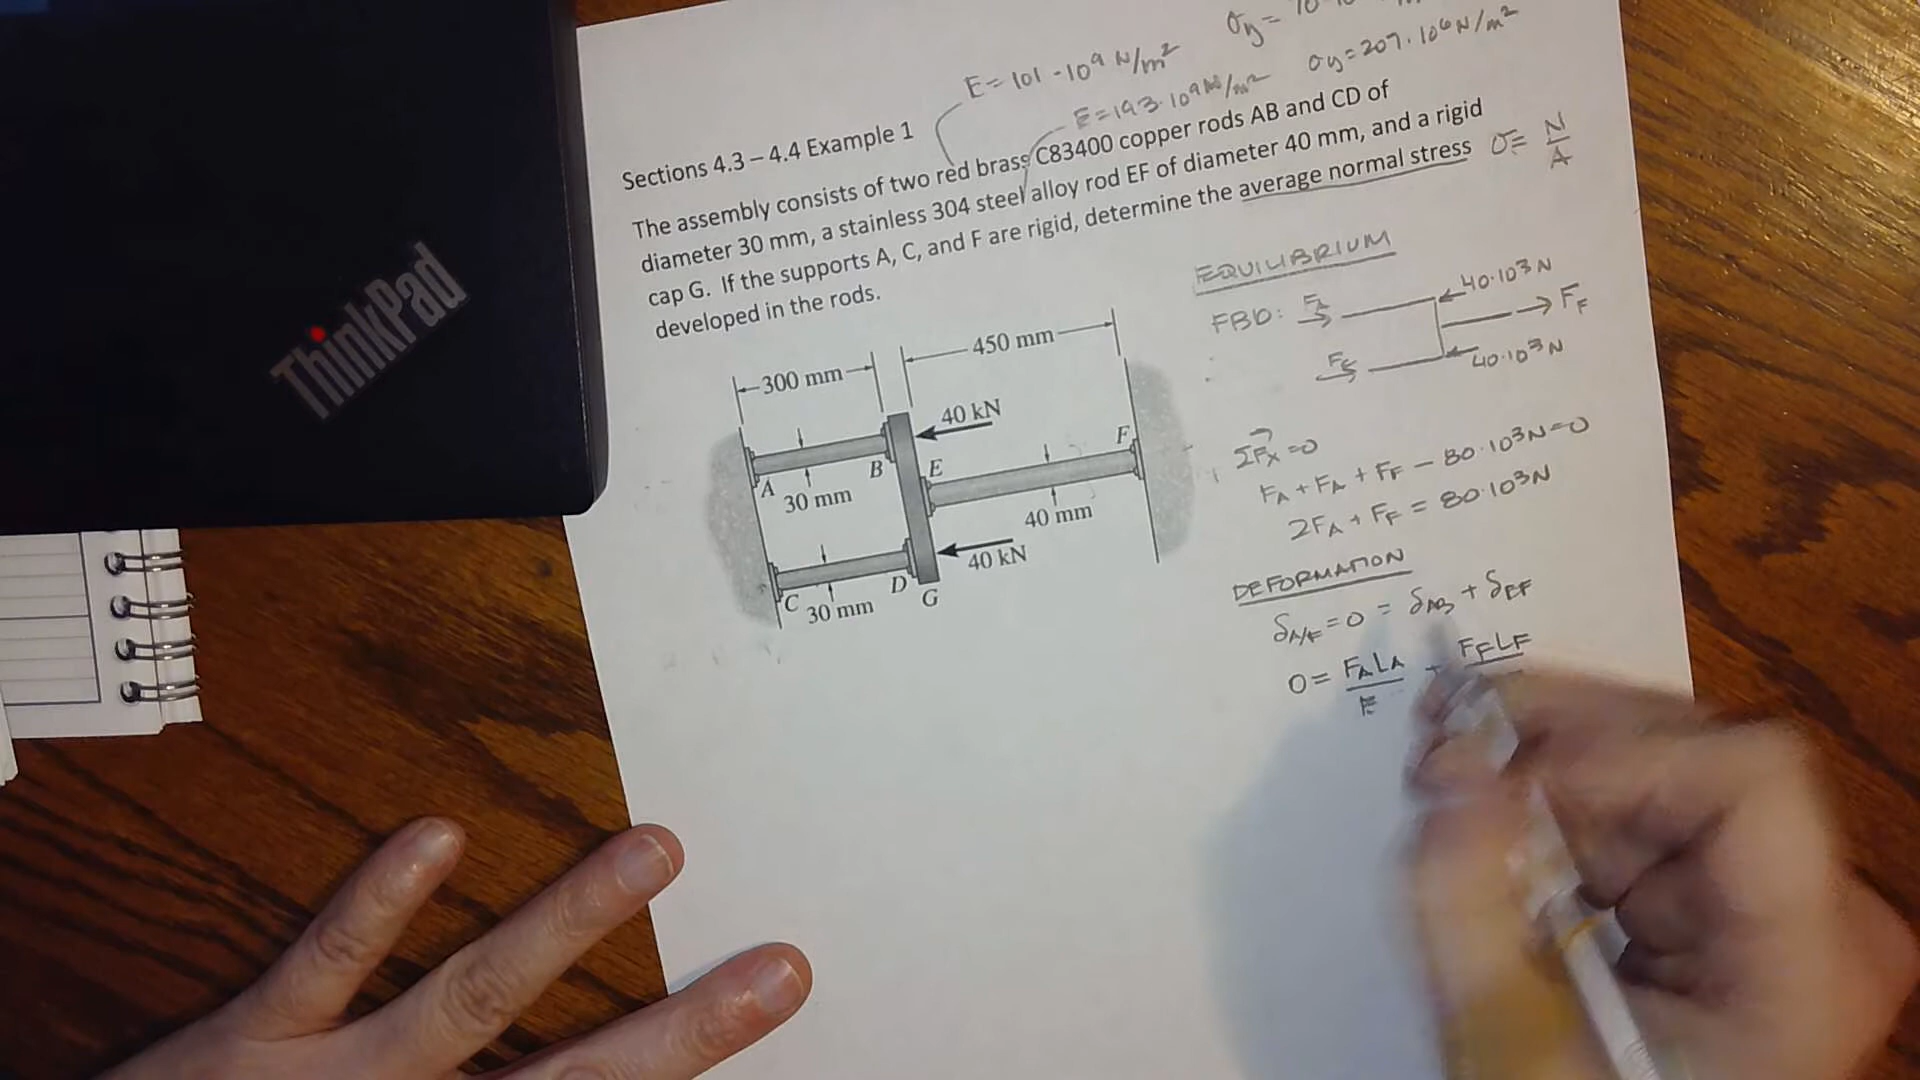 σy =
E = 101 · 10⁹ N/m²
E = 193 · 10⁹ N/m²
σy = 207 · 10⁶ N/m²
Sections 4.3 – 4.4 Example 1
The assembly consists of two red brass C83400 copper rods AB and CD of
diameter 30 mm, a stainless 304 steel alloy rod EF of diameter 40 mm, and a rigid
cap G. If the supports A, C, and F are rigid, determine the average normal stress
developed in the rods.
σ = N/A
EQUILIBRIUM
FBD:
F_A
40·10³ N
F_F
F_C
40·10³ N
ΣFx = 0
F_A + F_A + F_F – 80·10³N = 0
2F_A + F_F = 80·10³N
DEFORMATION
δ_A/F = 0 = δ_AB + δ_EF
0 = F_A L_A / E + F_F L_F
300 mm
450 mm
40 kN
A
B
30 mm
E
F
40 mm
40 kN
C
D
G
30 mm
ThinkPad